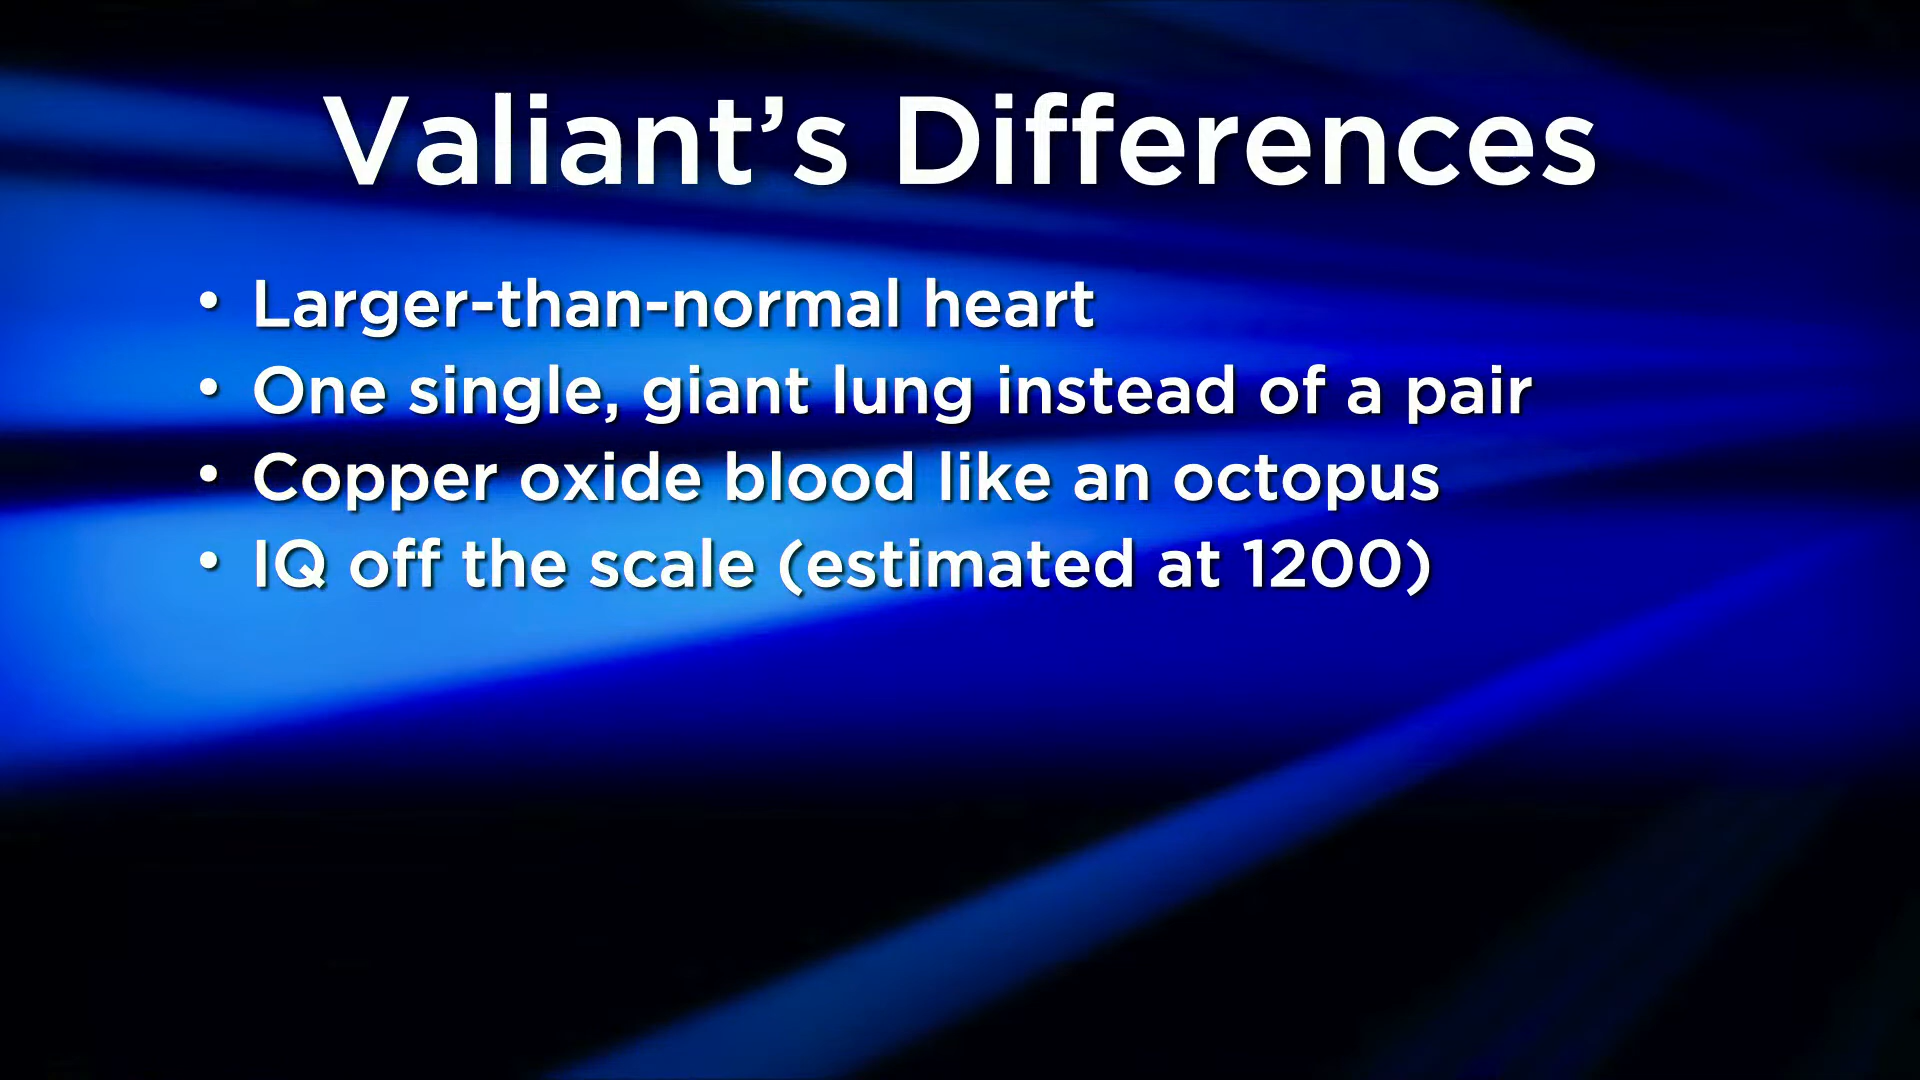 Valiant’s Differences
• Larger-than-normal heart
• One single, giant lung instead of a pair
• Copper oxide blood like an octopus
• IQ off the scale (estimated at 1200)